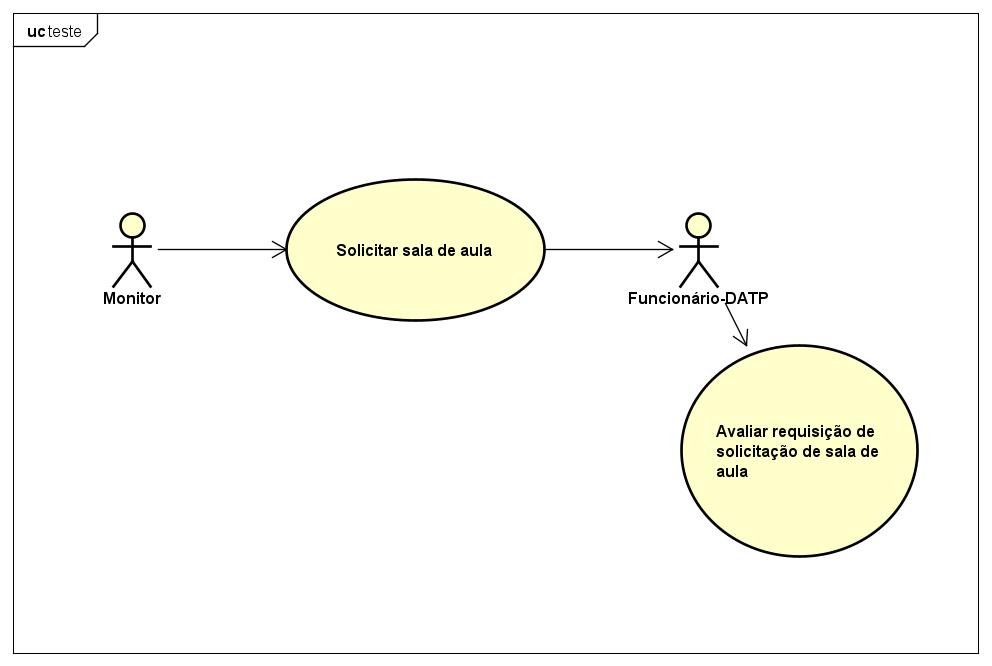 uc teste
Solicitar sala de aula
Monitor
Funcionário-DATP
Avaliar requisição de
solicitação de sala de
aula